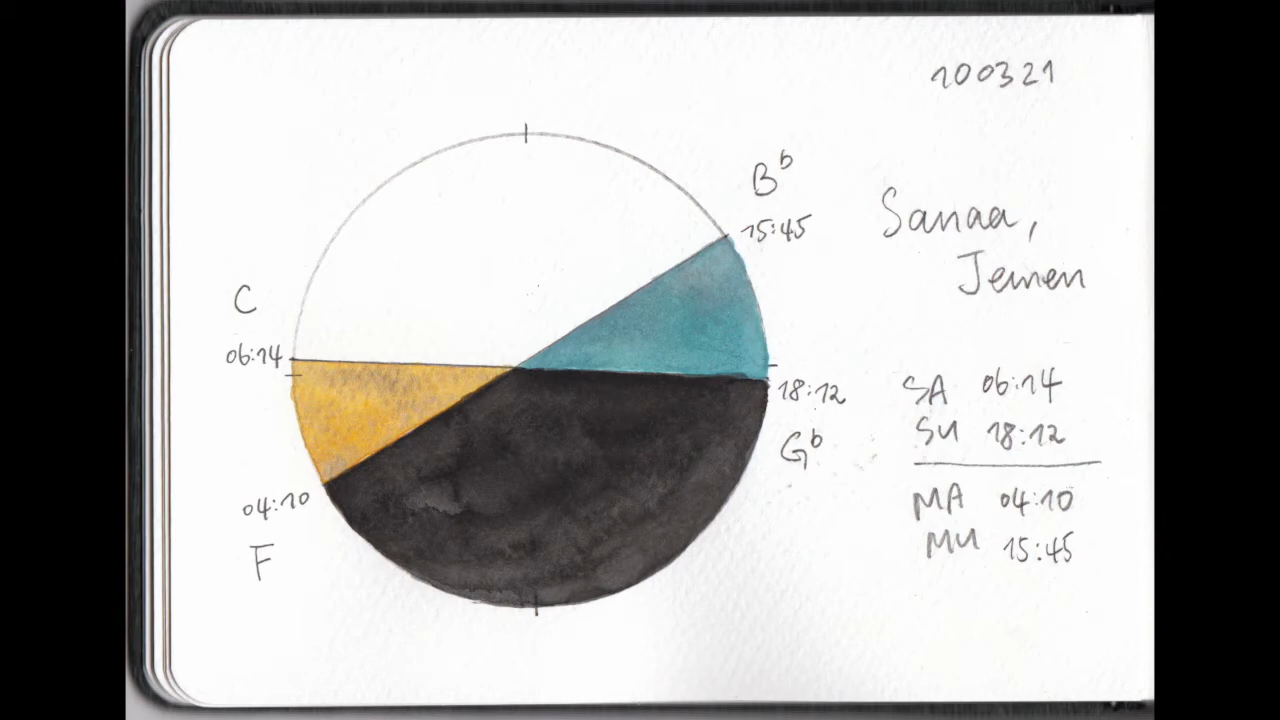 100321
B♭
15:45
Sanaa,
Jemen
C
06:14
18:12
G♭
SA 06:14
SU 18:12
MA 04:10
MU 15:45
04:10
F